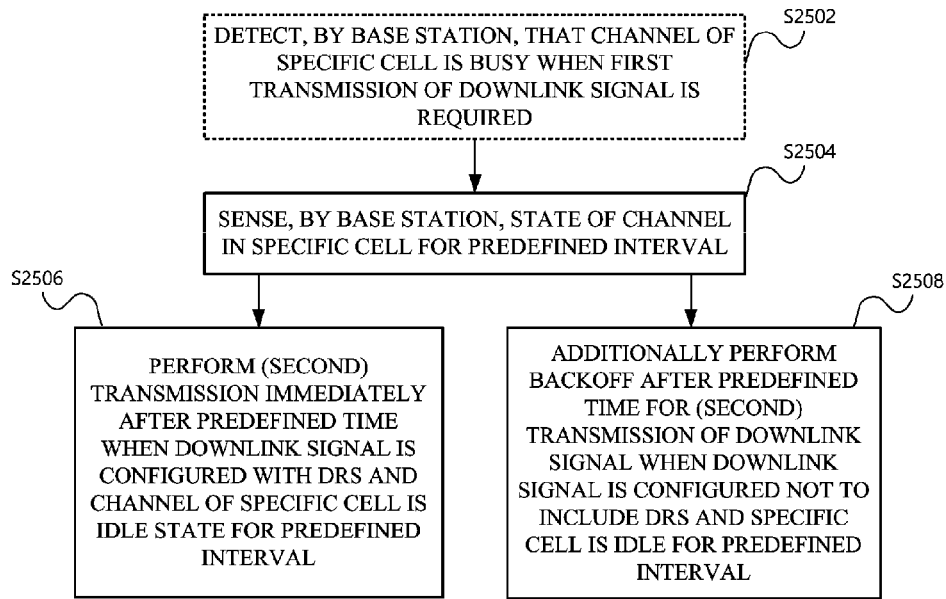 S2502
DETECT, BY BASE STATION, THAT CHANNEL OF
SPECIFIC CELL IS BUSY WHEN FIRST
TRANSMISSION OF DOWNLINK SIGNAL IS
REQUIRED
S2504
SENSE, BY BASE STATION, STATE OF CHANNEL
IN SPECIFIC CELL FOR PREDEFINED INTERVAL
S2506
PERFORM (SECOND)
TRANSMISSION IMMEDIATELY
AFTER PREDEFINED TIME
WHEN DOWNLINK SIGNAL IS
CONFIGURED WITH DRS AND
CHANNEL OF SPECIFIC CELL IS
IDLE STATE FOR PREDEFINED
INTERVAL
S2508
ADDITIONALLY PERFORM
BACKOFF AFTER PREDEFINED
TIME FOR (SECOND)
TRANSMISSION OF DOWNLINK
SIGNAL WHEN DOWNLINK
SIGNAL IS CONFIGURED NOT TO
INCLUDE DRS AND SPECIFIC
CELL IS IDLE FOR PREDEFINED
INTERVAL